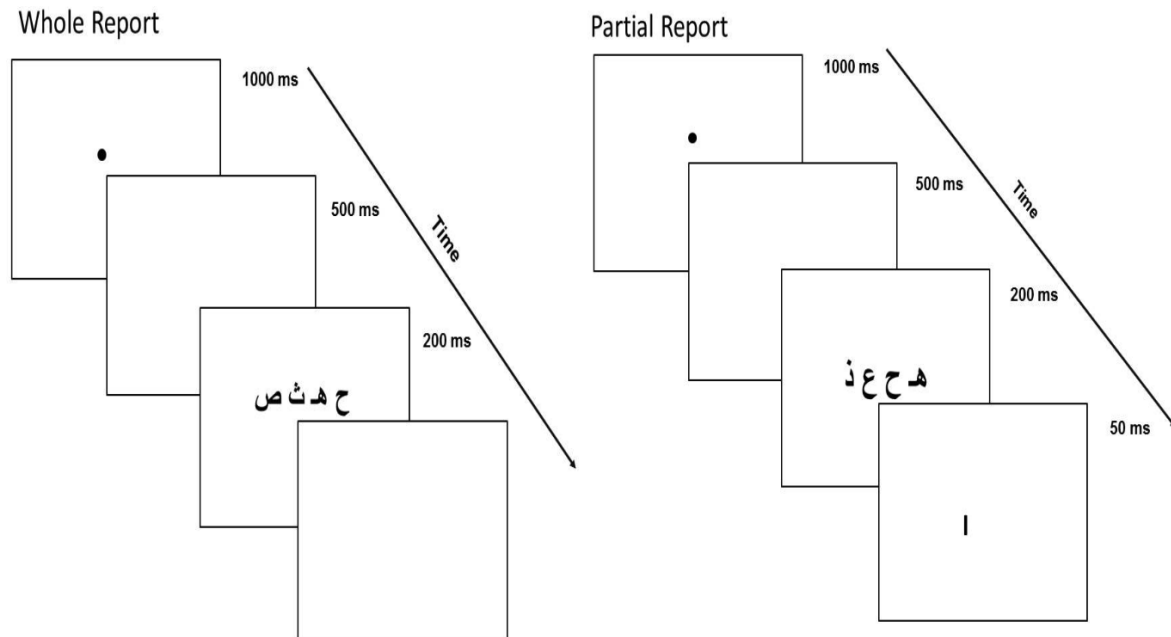 Whole Report
1000 ms
500 ms
Time
200 ms
ح هـ ث ص
Partial Report
1000 ms
500 ms
Time
200 ms
هـ ح ع ذ
50 ms
ا